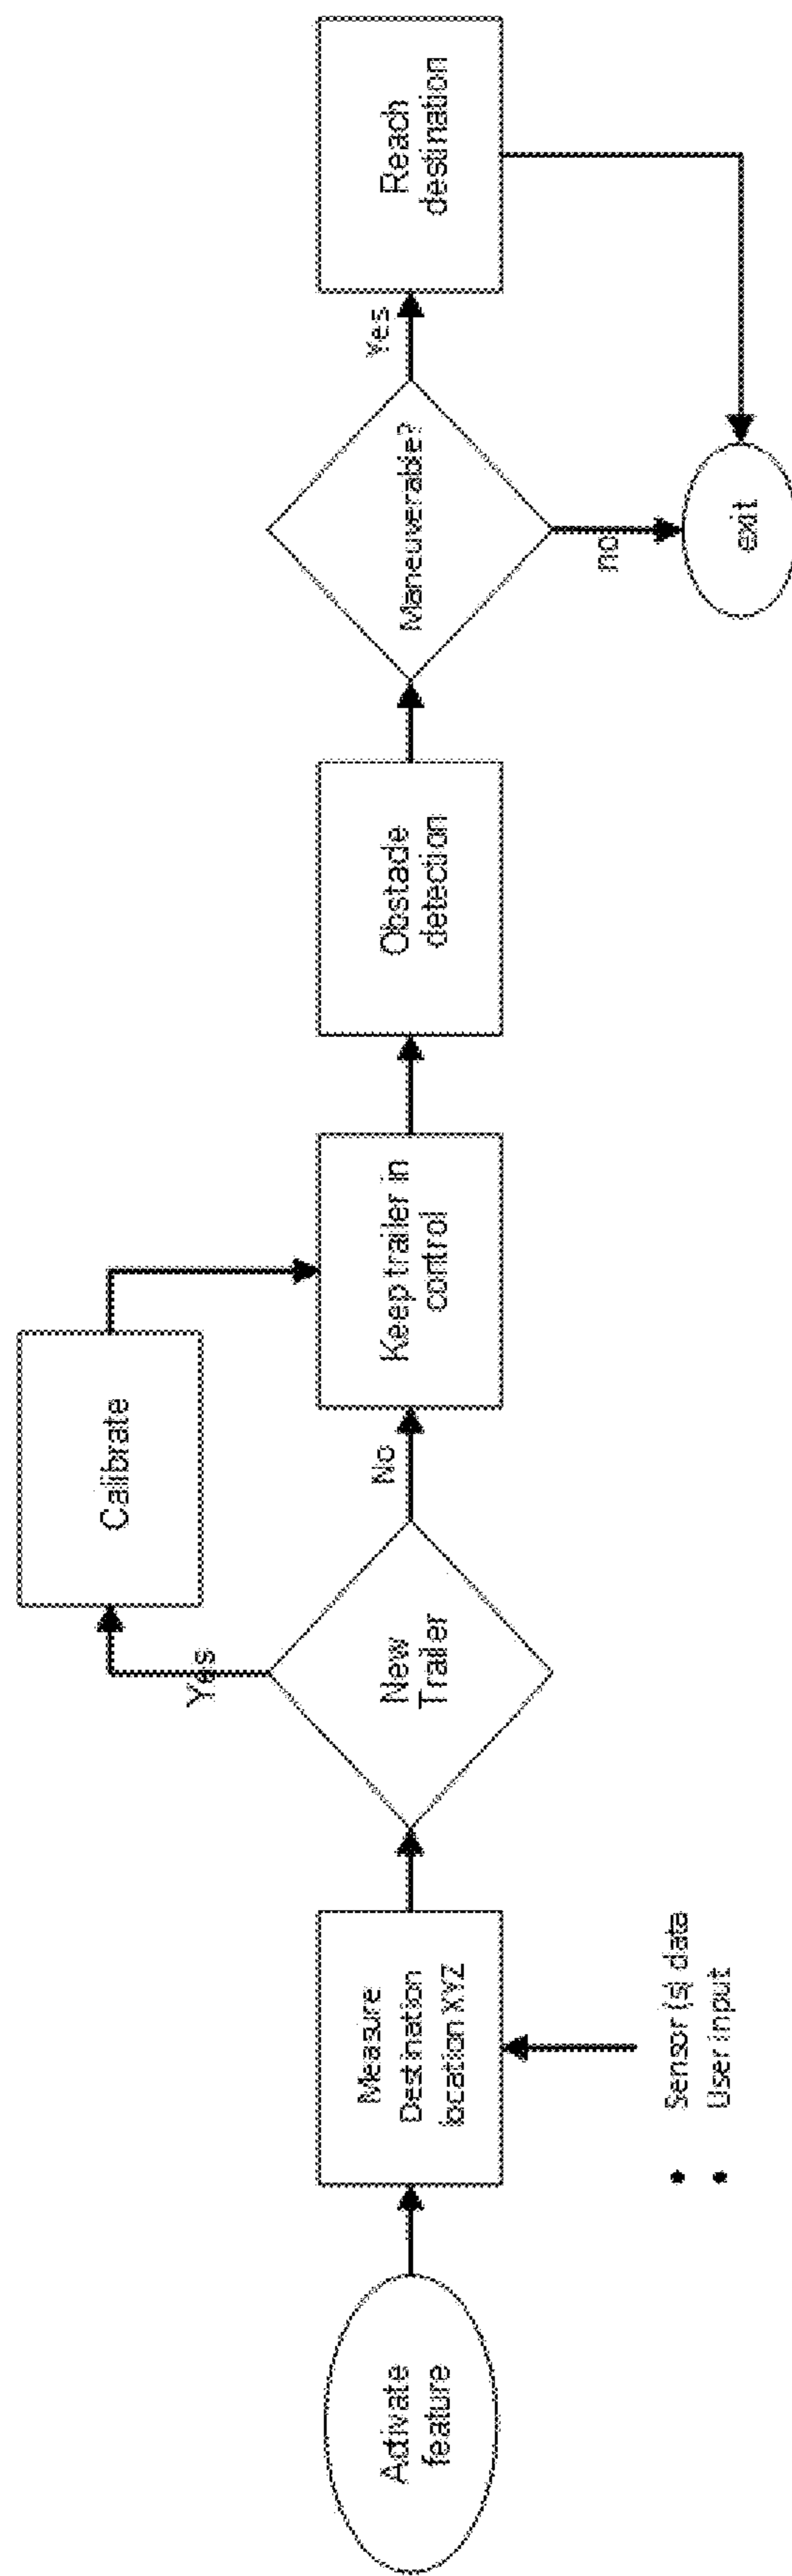 Activate
feature
Measure
Destination
location XYZ
• Sensor (s) data
• User input
New
Trailer
Yes
Calibrate
No
Keep trailer in
control
Obstacle
detection
Maneuverable?
Yes
Reach
destination
no
exit